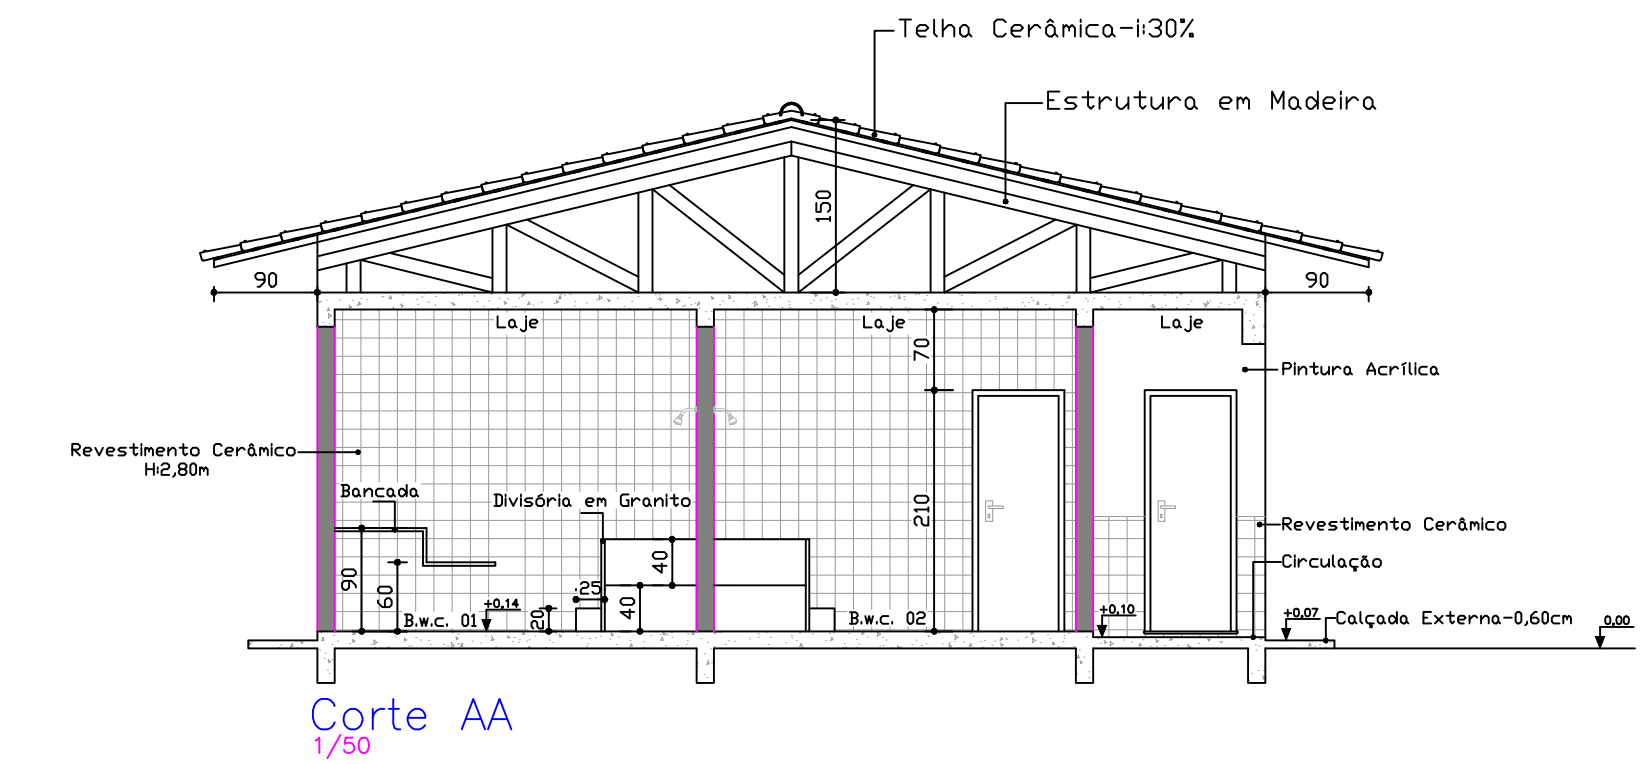 Telha Cerâmica-i:30%
Estrutura em Madeira
150
90
90
Laje
Laje
Laje
70
Pintura Acrílica
Revestimento Cerâmico
H:2,80m
Bancada
Divisória em Granito
210
Revestimento Cerâmico
40
Circulação
90
60
25
40
20
+0,14
B.w.c. 01
B.w.c. 02
+0,10
+0,07
Calçada Externa-0,60cm
0,00
Corte AA
1/50